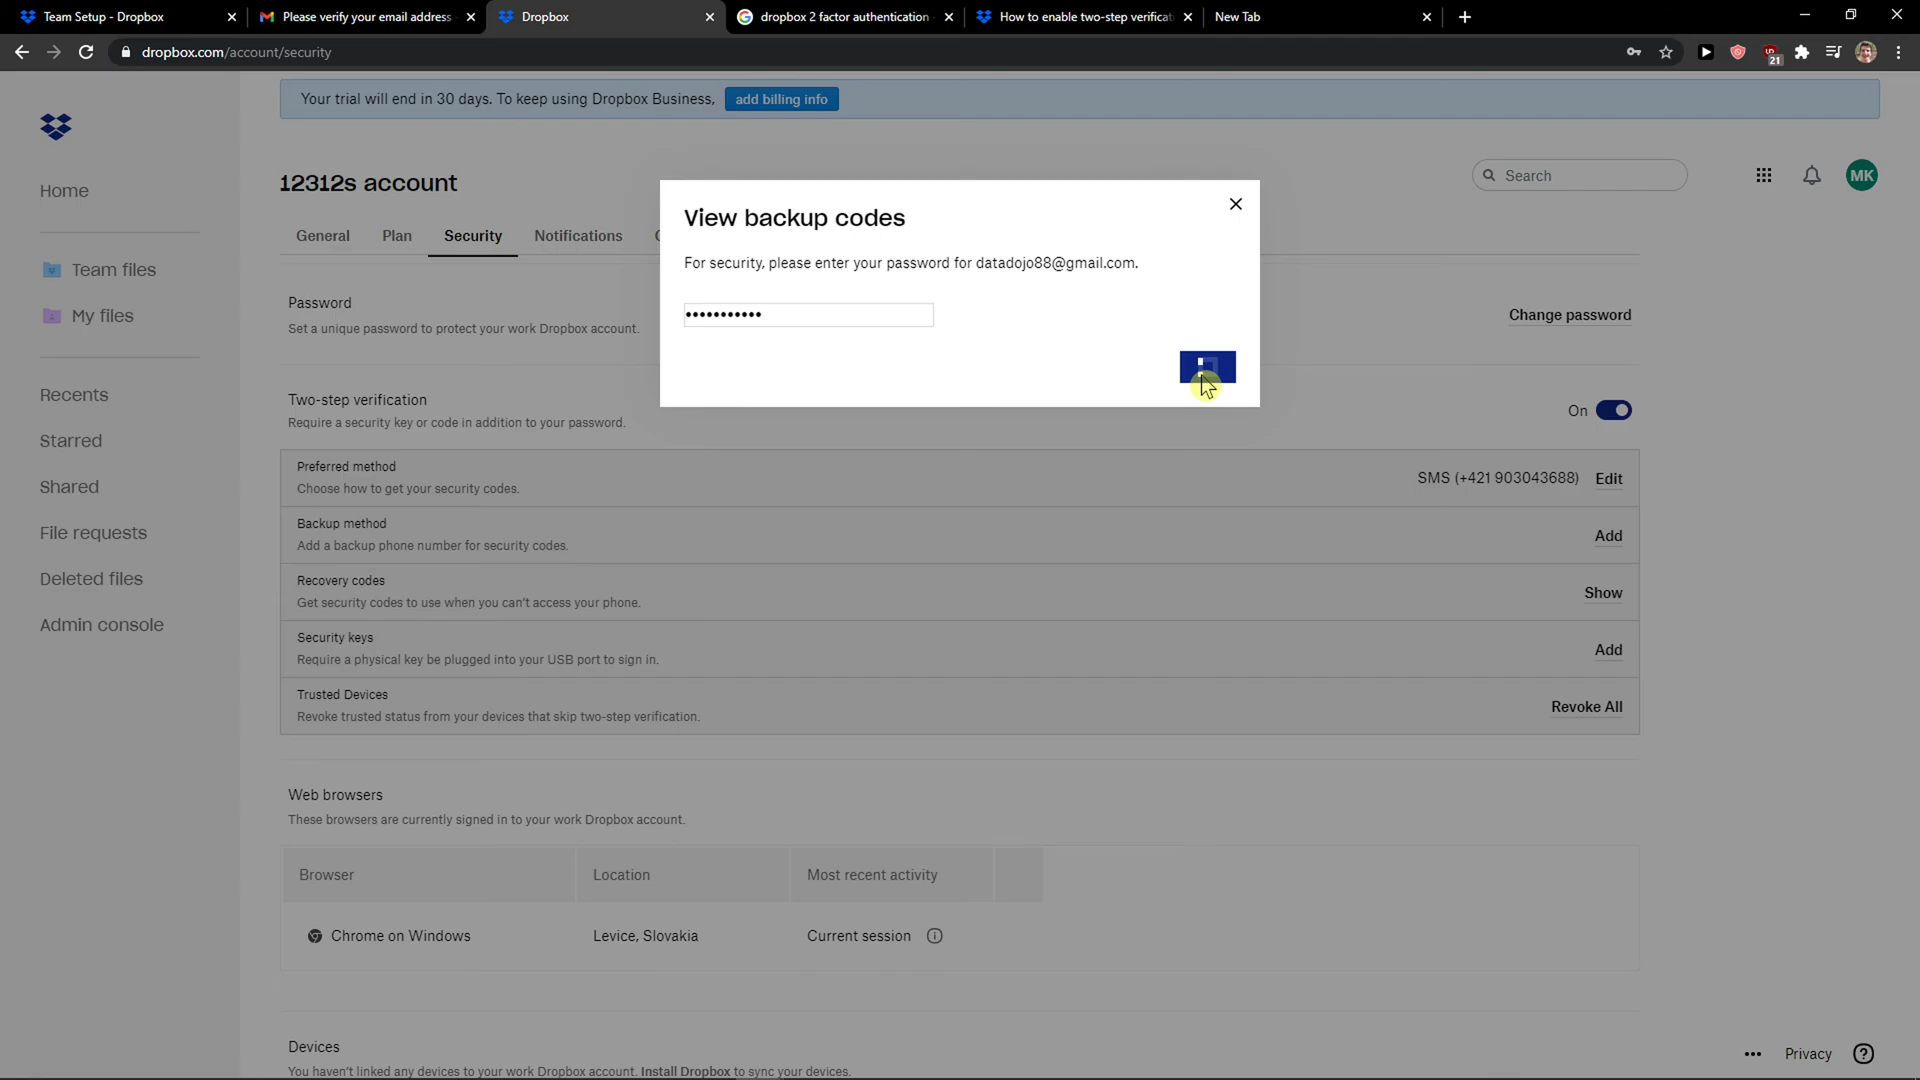 Team Setup - Dropbox
Please verify your email address
Dropbox
dropbox 2 factor authentication
How to enable two-step verificat
New Tab
dropbox.com/account/security
21
Your trial will end in 30 days. To keep using Dropbox Business,
add billing info
12312s account
Search
MK
Home
Team files
My files
Recents
Starred
Shared
File requests
Deleted files
Admin console
General
Plan
Security
Notifications
View backup codes
For security, please enter your password for datadojo88@gmail.com.
•••••••••••
Password
Set a unique password to protect your work Dropbox account.
Change password
Two-step verification
Require a security key or code in addition to your password.
On
Preferred method
Choose how to get your security codes.
SMS (+421 903043688)
Edit
Backup method
Add a backup phone number for security codes.
Add
Recovery codes
Get security codes to use when you can't access your phone.
Show
Security keys
Require a physical key be plugged into your USB port to sign in.
Add
Trusted Devices
Revoke trusted status from your devices that skip two-step verification.
Revoke All
Web browsers
These browsers are currently signed in to your work Dropbox account.
Browser
Location
Most recent activity
Chrome on Windows
Levice, Slovakia
Current session
Devices
You haven't linked any devices to your work Dropbox account. Install Dropbox to sync your devices.
Privacy